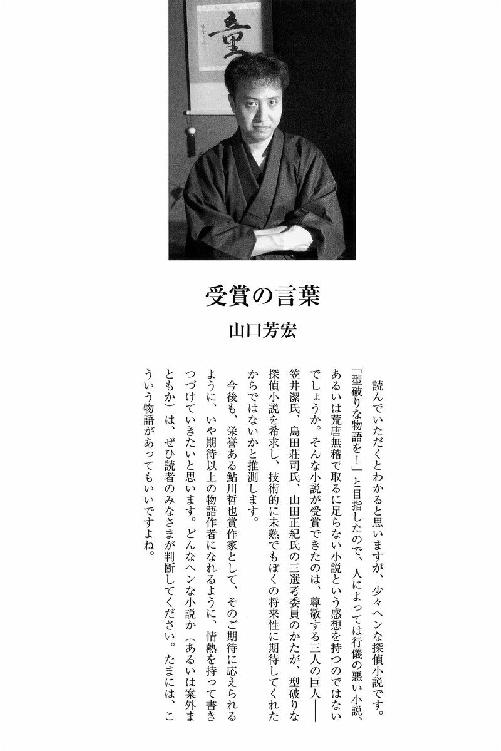 童
受賞の言葉
山口芳宏
読んでいただくとわかると思いますが、少々ヘンな探偵小説です。
「型破りな物語を!」と目指したので、人によっては行儀の悪い小説、
あるいは荒唐無稽で取るに足らない小説という感想を持つのではない
でしょうか。そんな小説が受賞できたのは、尊敬する三人の巨人――
笠井潔氏、島田荘司氏、山田正紀氏の三選考委員のかたが、型破りな
探偵小説を希求し、技術的に未熟でもぼくの将来性に期待してくれた
からではないかと推測します。
今後も、栄誉ある鮎川哲也賞作家として、そのご期待に応えられる
ように、いや期待以上の物語作者になれるように、情熱を持って書き
つづけていきたいと思います。どんなヘンな小説か(あるいは案外ま
ともか)は、ぜひ読者のみなさまが判断してください。たまには、こ
ういう物語があってもいいですよね。